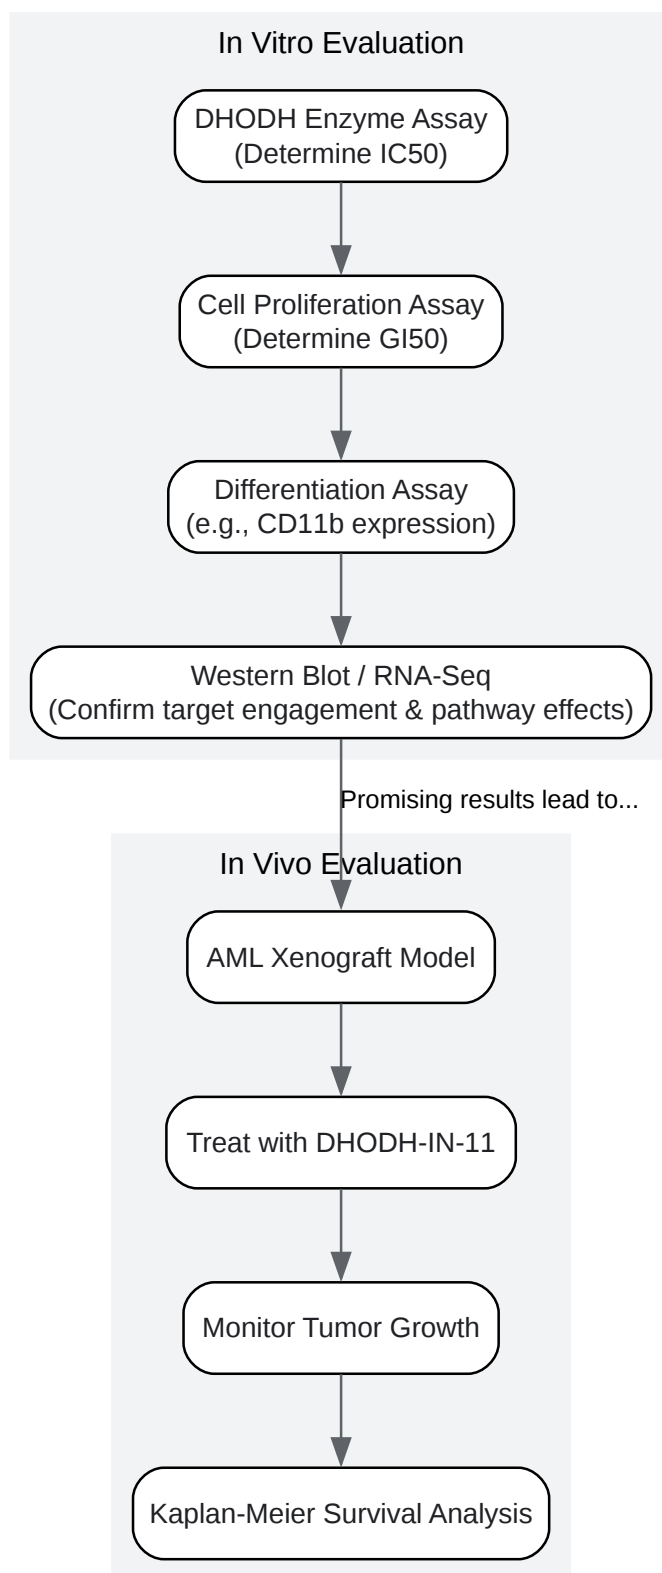 In Vitro Evaluation
DHODH Enzyme Assay
(Determine IC50)
Cell Proliferation Assay
(Determine GI50)
Differentiation Assay
(e.g., CD11b expression)
Western Blot / RNA-Seq
(Confirm target engagement & pathway effects)
Promising results lead to...
In Vivo Evaluation
AML Xenograft Model
Treat with DHODH-IN-11
Monitor Tumor Growth
Kaplan-Meier Survival Analysis